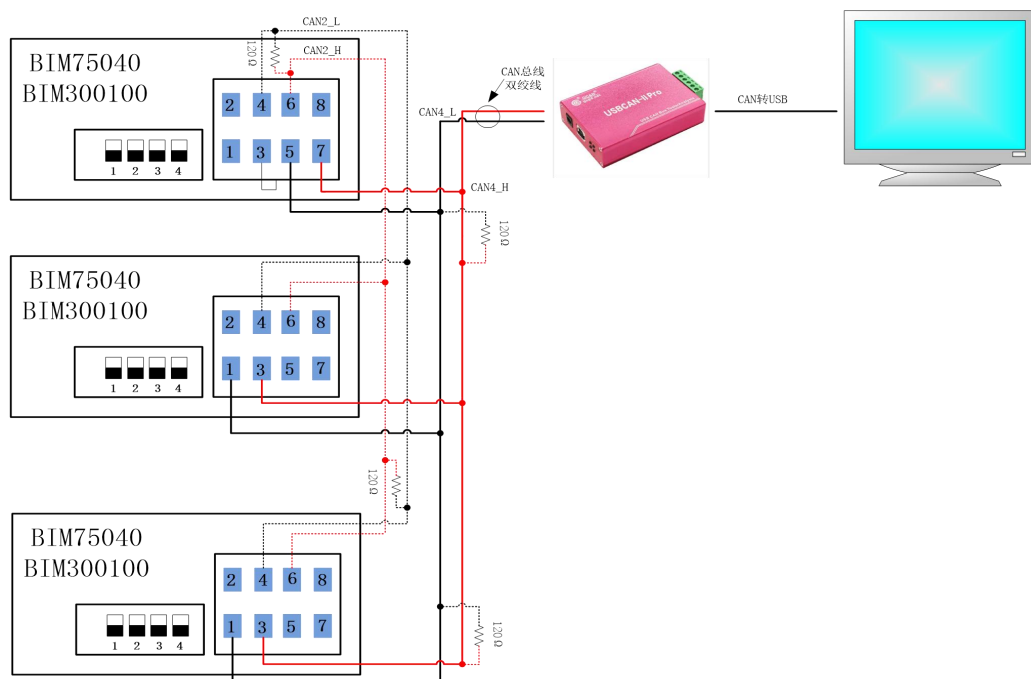 CAN2_L
120Ω
CAN2_H
BIM75040
BIM300100
2 4 6 8
1 3 5 7
1 2 3 4
CAN4_L
CAN总线
双绞线
USBCAN-II Pro
CAN转USB
CAN4_H
120Ω
BIM75040
BIM300100
2 4 6 8
1 3 5 7
1 2 3 4
120Ω
BIM75040
BIM300100
2 4 6 8
1 3 5 7
1 2 3 4
120Ω